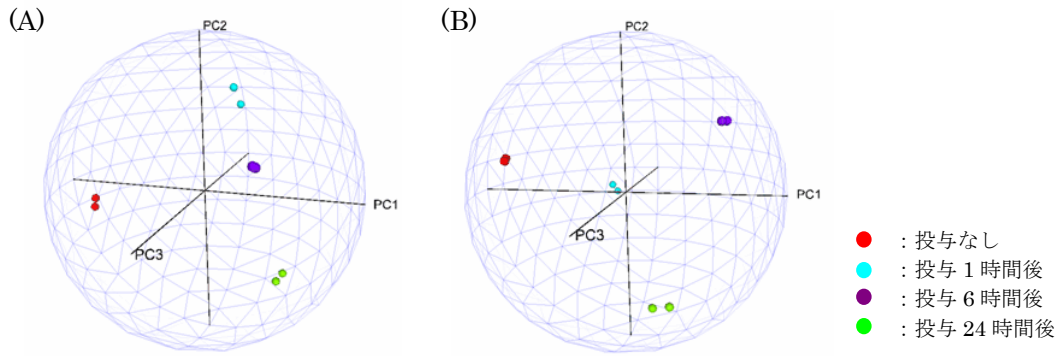 (A)
PC2
PC1
PC3
(B)
PC2
PC1
PC3
：投与なし
：投与 1 時間後
：投与 6 時間後
：投与 24 時間後